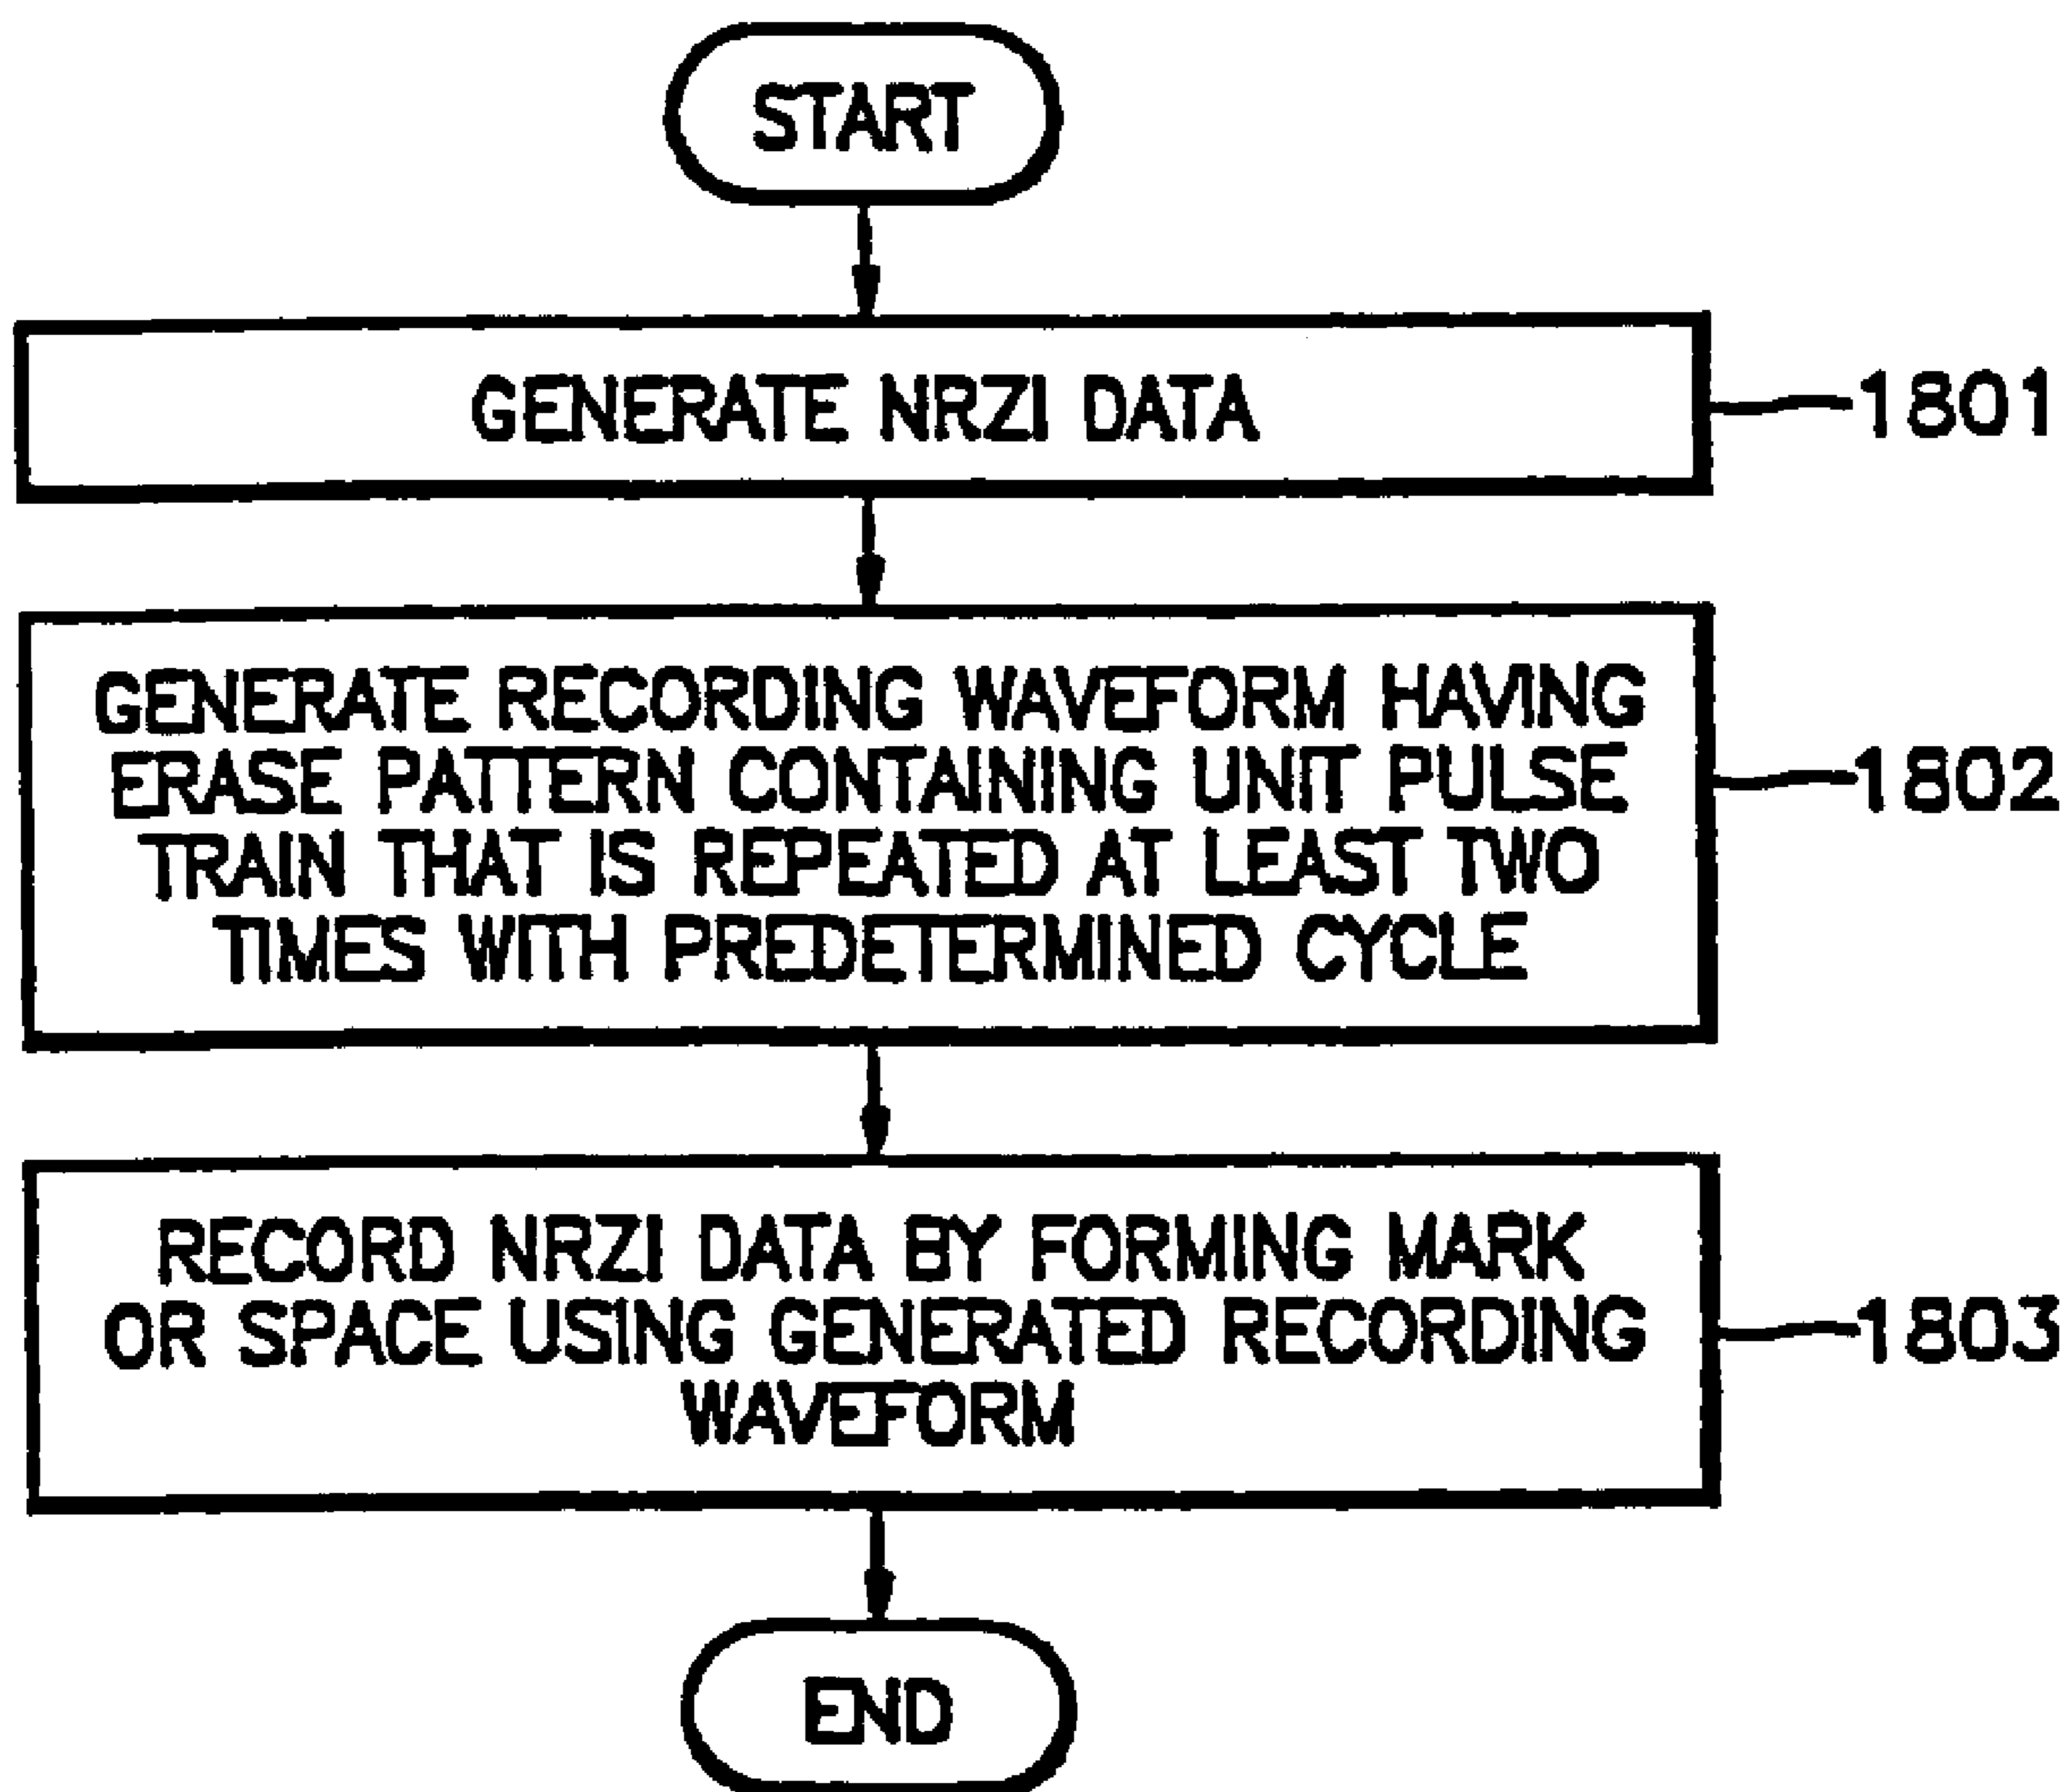 START
GENERATE NRZI DATA
1801
GENERATE RECORDING WAVEFORM HAVING
ERASE PATTERN CONTAINING UNIT PULSE
TRAIN THAT IS REPEATED AT LEAST TWO
TIMES WITH PREDETERMINED CYCLE
1802
RECORD NRZI DATA BY FORMING MARK
OR SPACE USING GENERATED RECORDING
WAVEFORM
1803
END